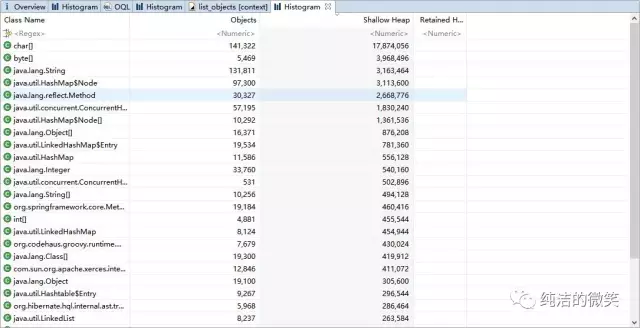 Overview Histogram OQL Histogram list_objects [context] Histogram
Class Name Objects Shallow Heap Retained H...
<Regex> <Numeric> <Numeric> <Numeric>
char[] 141,322 17,874,056
byte[] 5,469 3,968,496
java.lang.String 131,811 3,163,464
java.util.HashMap$Node 97,300 3,113,600
java.lang.reflect.Method 30,327 2,668,776
java.util.concurrent.ConcurrentH... 57,195 1,830,240
java.util.HashMap$Node[] 10,292 1,361,536
java.lang.Object[] 16,371 876,208
java.util.LinkedHashMap$Entry 19,534 781,360
java.util.HashMap 11,586 556,128
java.lang.Integer 33,760 540,160
java.util.concurrent.ConcurrentH... 531 502,896
java.lang.String[] 10,256 494,128
org.springframework.core.Met... 19,184 460,416
int[] 4,881 455,544
java.util.LinkedHashMap 8,124 454,944
org.codehaus.groovy.runtime... 7,679 430,024
java.lang.Class[] 19,300 419,912
com.sun.org.apache.xerces.inte... 12,846 411,072
java.lang.Object 19,100 305,600
java.util.Hashtable$Entry 9,267 296,544
org.hibernate.hql.internal.ast.tr... 5,968 286,464
java.util.LinkedList 8,237 263,584
纯洁的微笑